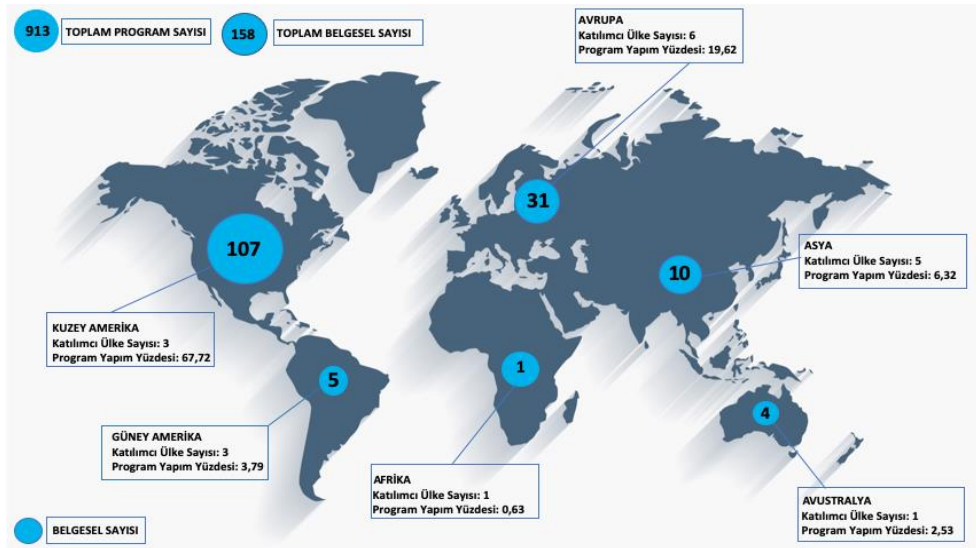 913 TOPLAM PROGRAM SAYISI
158 TOPLAM BELGESEL SAYISI
AVRUPA
Katılımcı Ülke Sayısı: 6
Program Yapım Yüzdesi: 19,62
31
107
ASYA
Katılımcı Ülke Sayısı: 5
Program Yapım Yüzdesi: 6,32
10
KUZEY AMERİKA
Katılımcı Ülke Sayısı: 3
Program Yapım Yüzdesi: 67,72
5
1
4
GÜNEY AMERİKA
Katılımcı Ülke Sayısı: 3
Program Yapım Yüzdesi: 3,79
AFRİKA
Katılımcı Ülke Sayısı: 1
Program Yapım Yüzdesi: 0,63
AVUSTRALYA
Katılımcı Ülke Sayısı: 1
Program Yapım Yüzdesi: 2,53
BELGESEL SAYISI